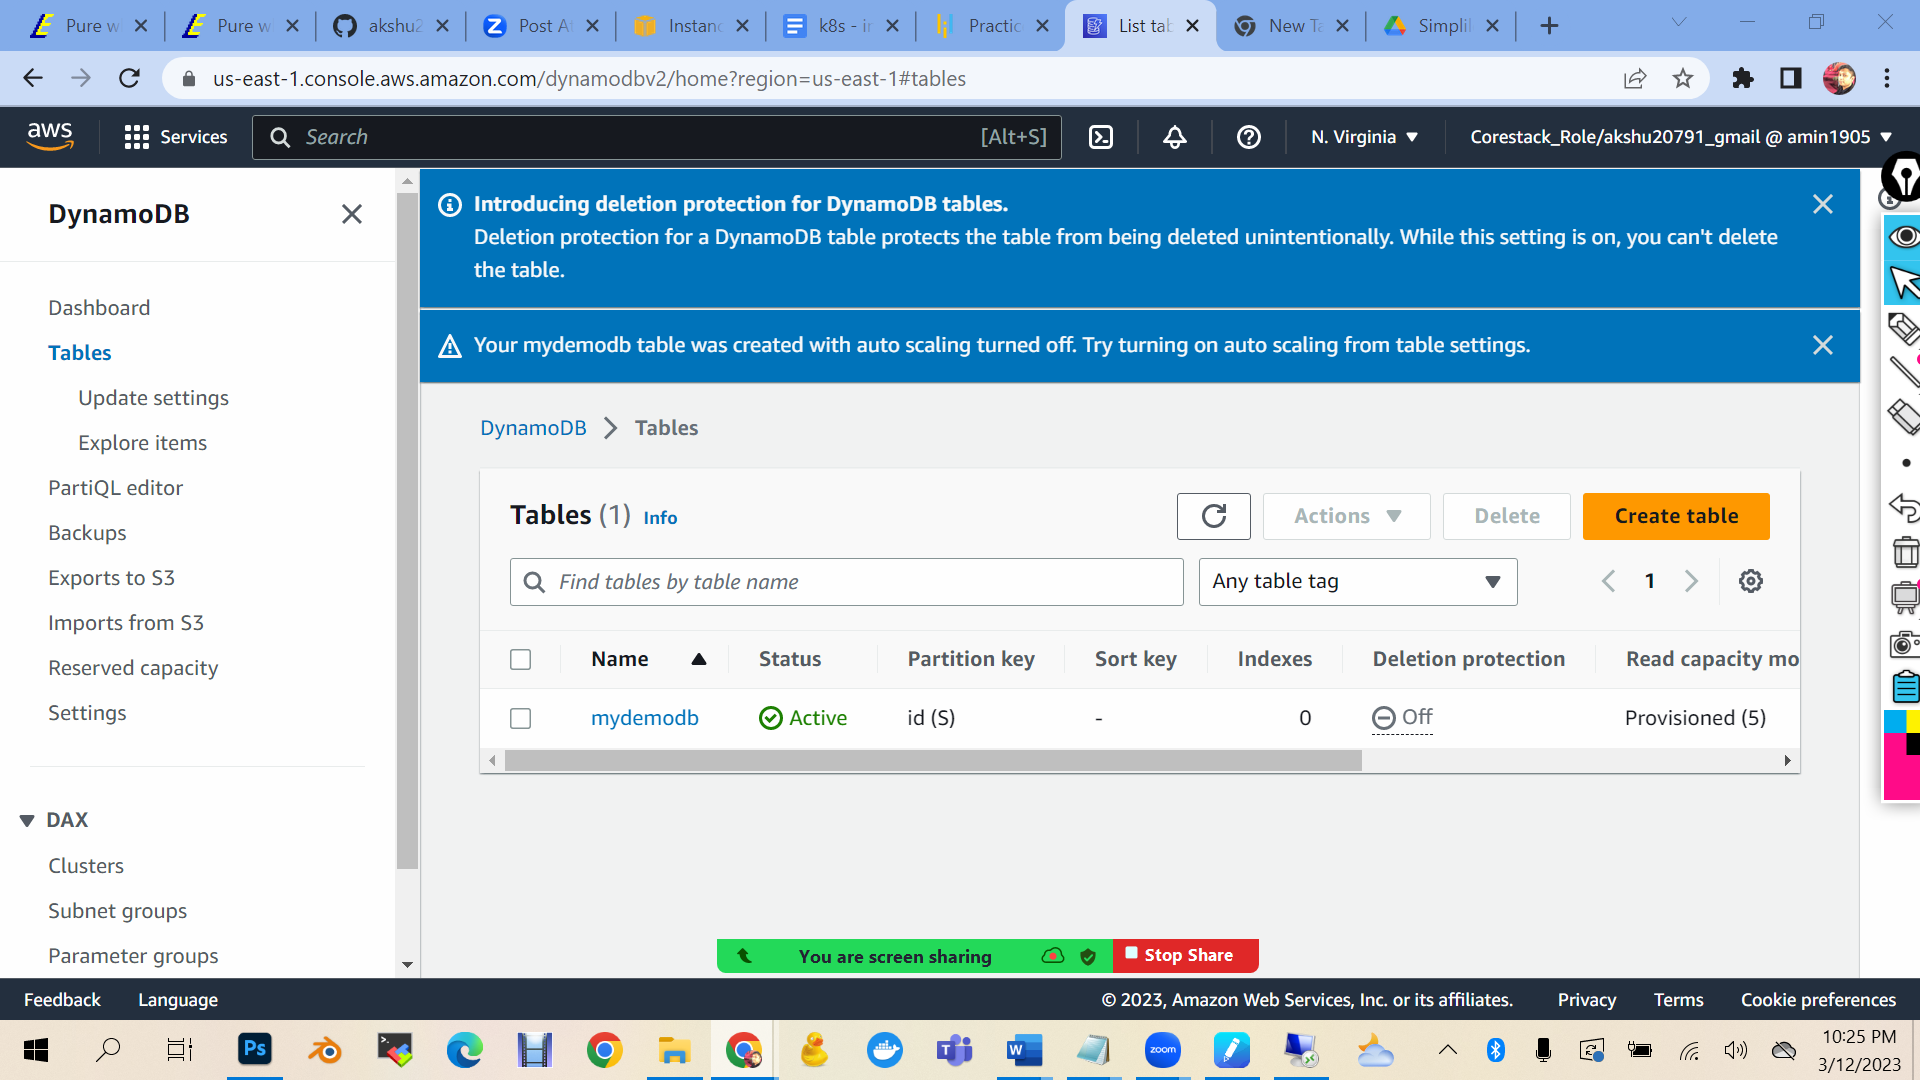 Pure w
Pure w
akshu2
Post At
Instanc
k8s - in
Practic
List tab
New Ta
Simplil
us-east-1.console.aws.amazon.com/dynamodbv2/home?region=us-east-1#tables
aws
Services
Search
[Alt+S]
N. Virginia
Corestack_Role/akshu20791_gmail @ amin1905
DynamoDB
Dashboard
Tables
Update settings
Explore items
PartiQL editor
Backups
Exports to S3
Imports from S3
Reserved capacity
Settings
DAX
Clusters
Subnet groups
Parameter groups
Introducing deletion protection for DynamoDB tables.
Deletion protection for a DynamoDB table protects the table from being deleted unintentionally. While this setting is on, you can't delete
the table.
Your mydemodb table was created with auto scaling turned off. Try turning on auto scaling from table settings.
DynamoDB
Tables
Tables (1) Info
Actions
Delete
Create table
Find tables by table name
Any table tag
1
Name
Status
Partition key
Sort key
Indexes
Deletion protection
Read capacity mo
mydemodb
Active
id (S)
-
0
Off
Provisioned (5)
You are screen sharing
Stop Share
Feedback
Language
© 2023, Amazon Web Services, Inc. or its affiliates.
Privacy
Terms
Cookie preferences
Ps
T
W
zoom
10:25 PM
3/12/2023